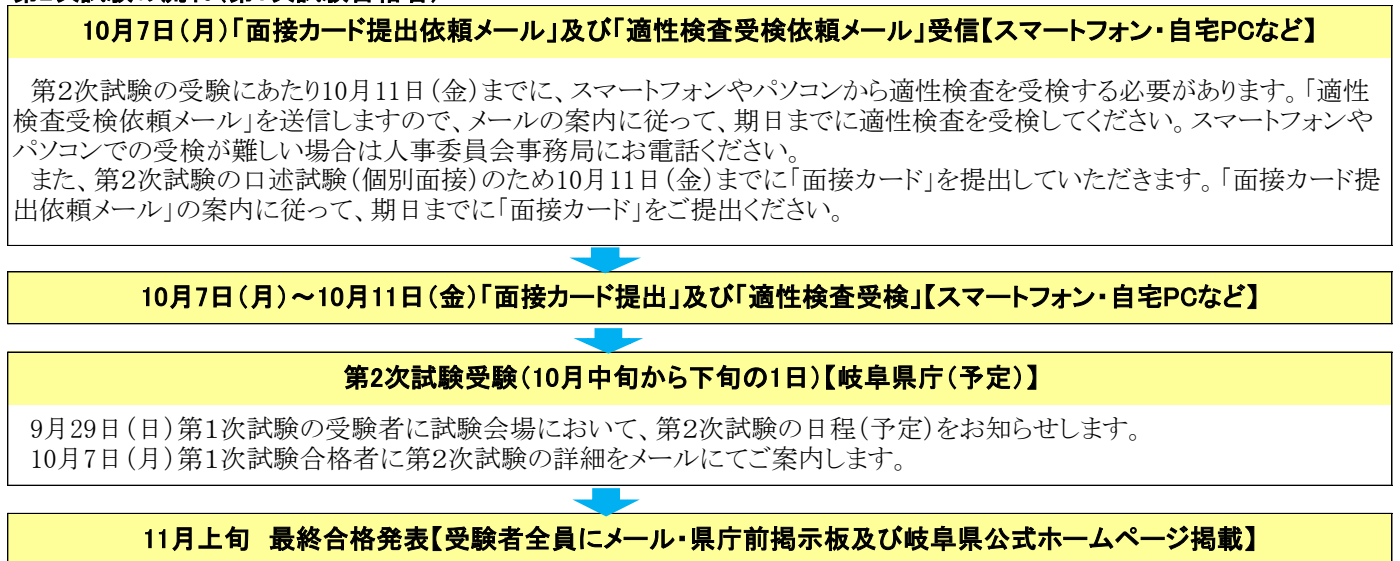 10月7日(月)「面接カード提出依頼メール」及び「適性検査受検依頼メール」受信【スマートフォン・自宅PCなど】
第2次試験の受験にあたり10月11日(金)までに、スマートフォンやパソコンから適性検査を受検する必要があります。「適性
検査受検依頼メール」を送信しますので、メールの案内に従って、期日までに適性検査を受検してください。スマートフォンや
パソコンでの受検が難しい場合は人事委員会事務局にお電話ください。
また、第2次試験の口述試験(個別面接)のため10月11日(金)までに「面接カード」を提出していただきます。「面接カード提
出依頼メール」の案内に従って、期日までに「面接カード」をご提出ください。
10月7日(月)~10月11日(金)「面接カード提出」及び「適性検査受検」【スマートフォン・自宅PCなど】
第2次試験受験(10月中旬から下旬の1日)【岐阜県庁(予定)】
9月29日(日)第1次試験の受験者に試験会場において、第2次試験の日程(予定)をお知らせします。
10月7日(月)第1次試験合格者に第2次試験の詳細をメールにてご案内します。
11月上旬 最終合格発表【受験者全員にメール・県庁前掲示板及び岐阜県公式ホームページ掲載】